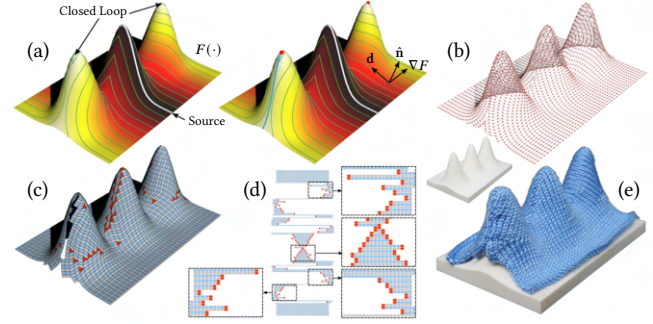 Closed Loop
(a)
F(·)
d
n̂
∇F
Source
(b)
(c)
(d)
(e)